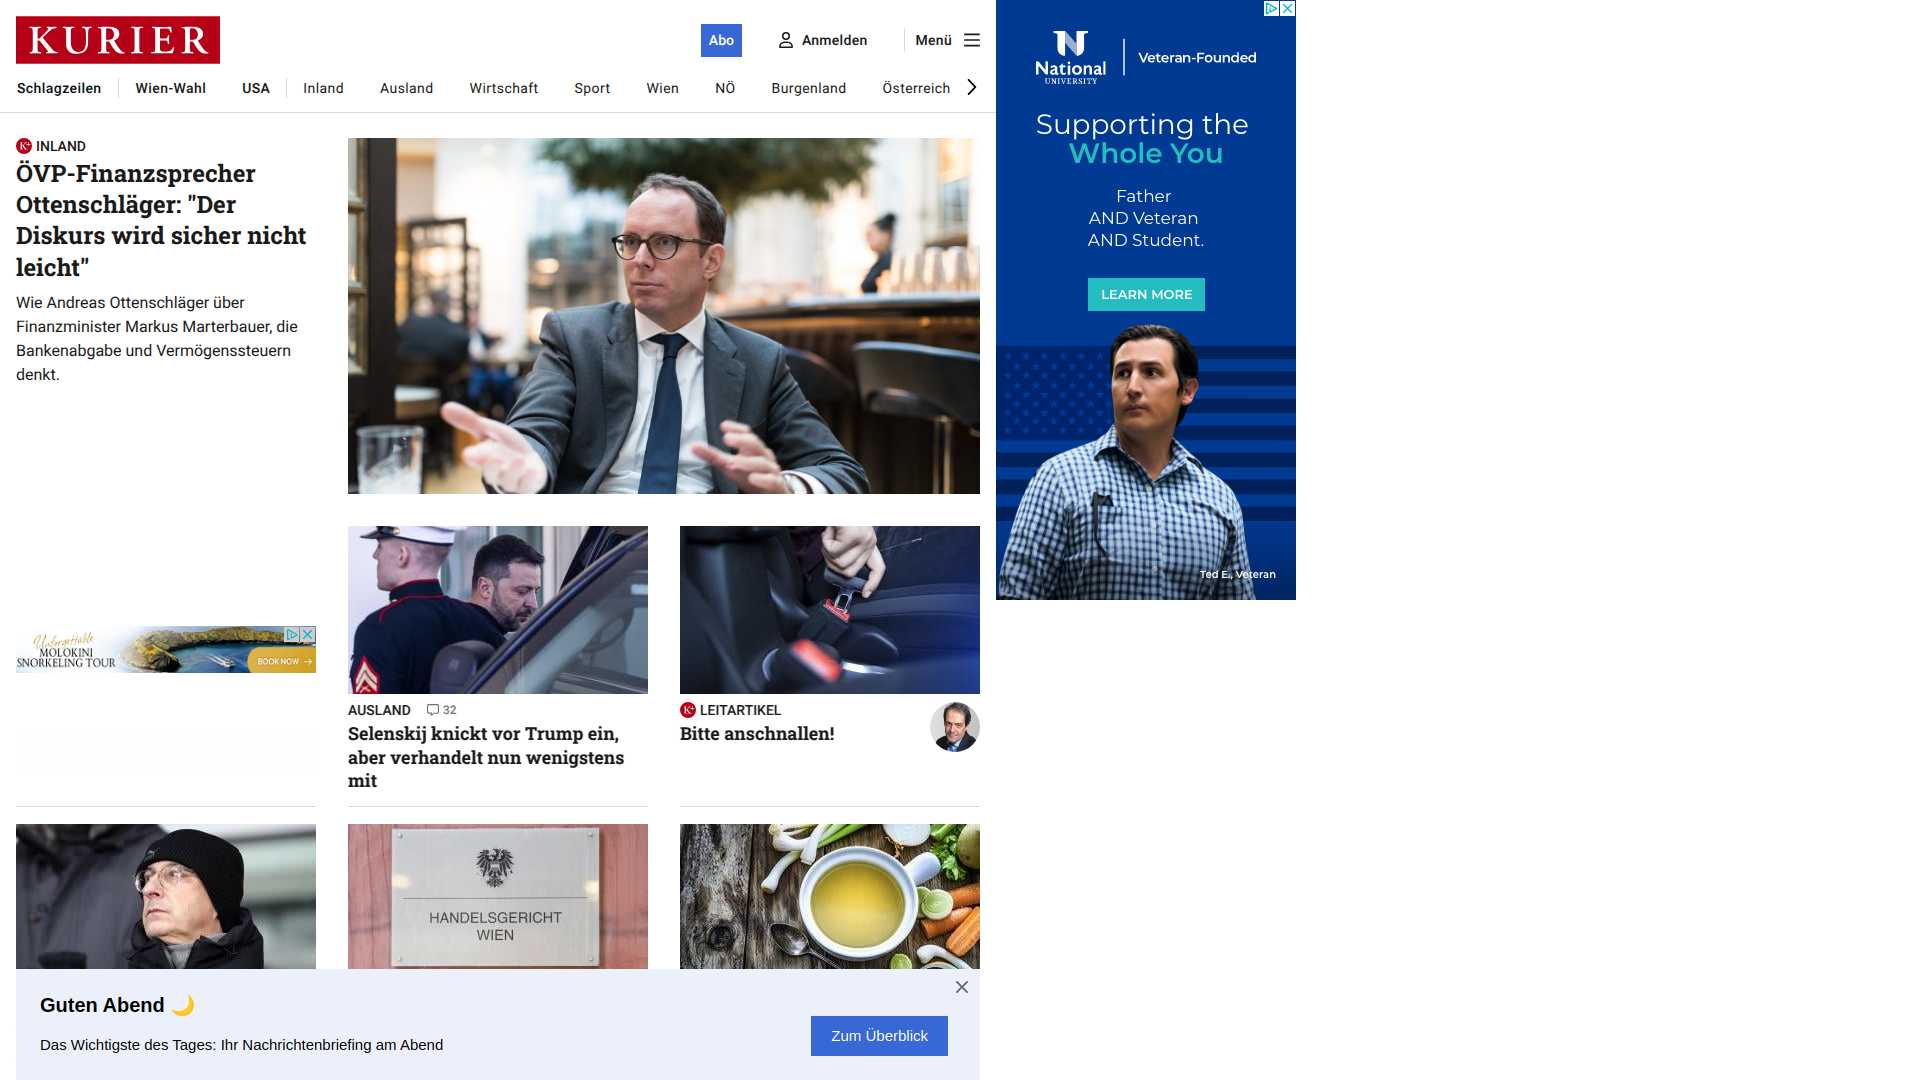 KURIER
Abo
Anmelden
Menü
Schlagzeilen
Wien-Wahl
USA
Inland
Ausland
Wirtschaft
Sport
Wien
NÖ
Burgenland
Österreich
INLAND
ÖVP-Finanzsprecher
Ottenschläger: "Der
Diskurs wird sicher nicht
leicht"
Wie Andreas Ottenschläger über
Finanzminister Markus Marterbauer, die
Bankenabgabe und Vermögenssteuern
denkt.
National
UNIVERSITY
Veteran-Founded
Supporting the
Whole You
Father
AND Veteran
AND Student.
LEARN MORE
Ted E., Veteran
Unforgettable
MOLOKINI
SNORKELING TOUR
BOOK NOW →
AUSLAND
32
Selenskij knickt vor Trump ein,
aber verhandelt nun wenigstens
mit
LEITARTIKEL
Bitte anschnallen!
HANDELSGERICHT
WIEN
Guten Abend 🌙
Das Wichtigste des Tages: Ihr Nachrichtenbriefing am Abend
Zum Überblick